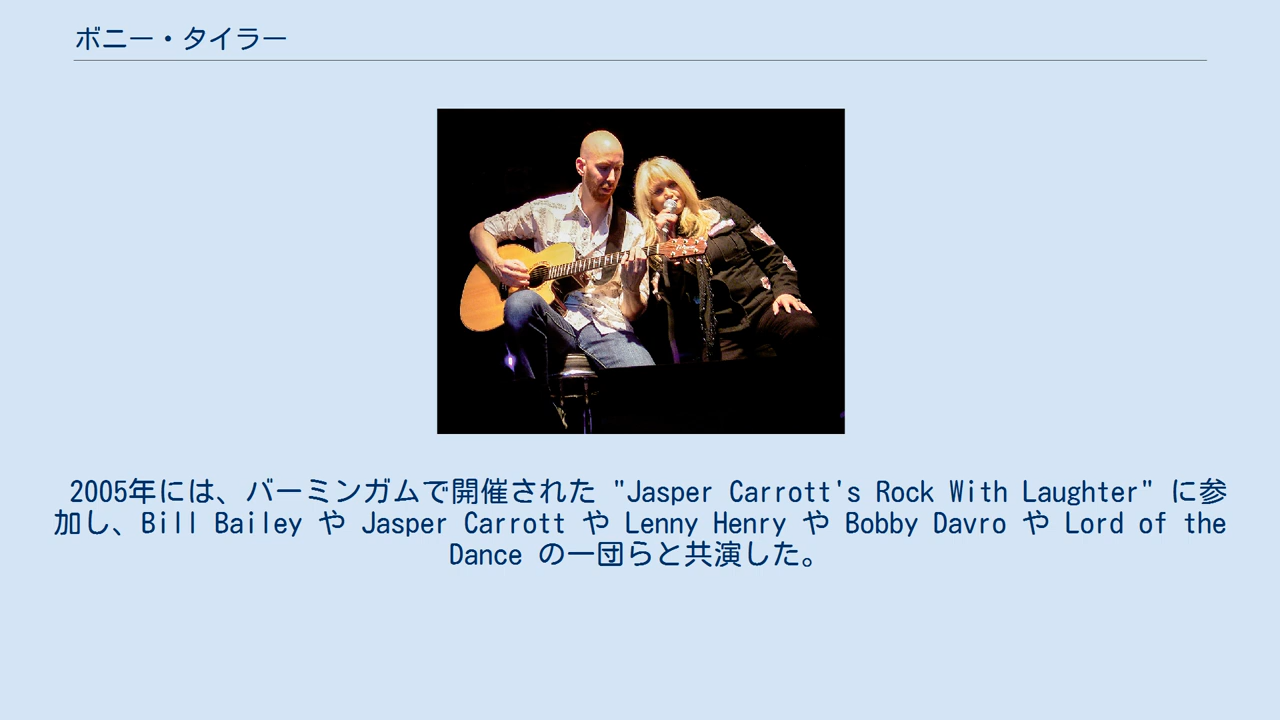 ボニー・タイラー
2005年には、バーミンガムで開催された "Jasper Carrott's Rock With Laughter" に参
加し、Bill Bailey や Jasper Carrott や Lenny Henry や Bobby Davro や Lord of the
Dance の一団らと共演した。